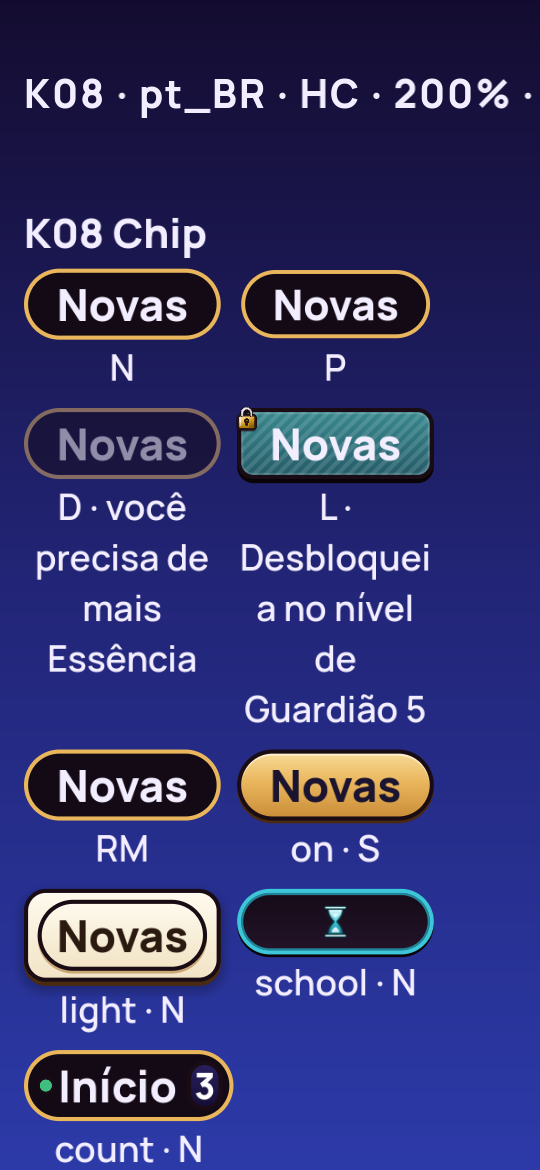 K08 · pt_BR · HC · 200% ·
K08 Chip
Novas
Novas
N
P
Novas
Novas
D · você
precisa de
mais
Essência
L ·
Desbloquei
a no nível
de
Guardião 5
Novas
Novas
RM
on · S
Novas
light · N
school · N
Início 3
count · N